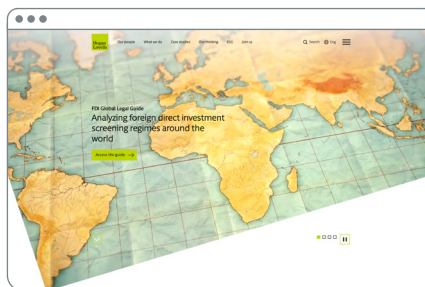 Hogan
Lovells
Our people What we do Case studies Our thinking ESG Join us
Search Eng
FDI Global Legal Guide
Analyzing foreign direct investment
screening regimes around the
world
Access the guide